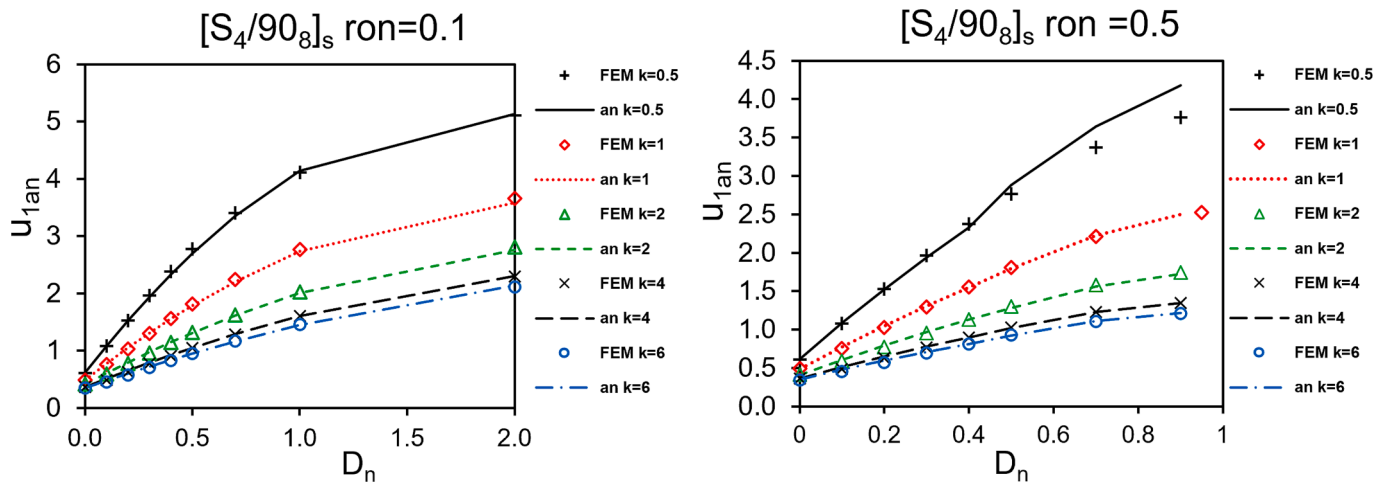 [S₄/90₈]ₛ ron=0.1
6
5
4
3
2
1
0
u₁ₐₙ
0.0 0.5 1.0 1.5 2.0
Dₙ
FEM k=0.5
an k=0.5
FEM k=1
an k=1
FEM k=2
an k=2
FEM k=4
an k=4
FEM k=6
an k=6
[S₄/90₈]ₛ ron =0.5
4.5
4.0
3.5
3.0
2.5
2.0
1.5
1.0
0.5
0.0
u₁ₐₙ
0 0.2 0.4 0.6 0.8 1
Dₙ
FEM k=0.5
an k=0.5
FEM k=1
an k=1
FEM k=2
an k=2
FEM k=4
an k=4
FEM k=6
an k=6